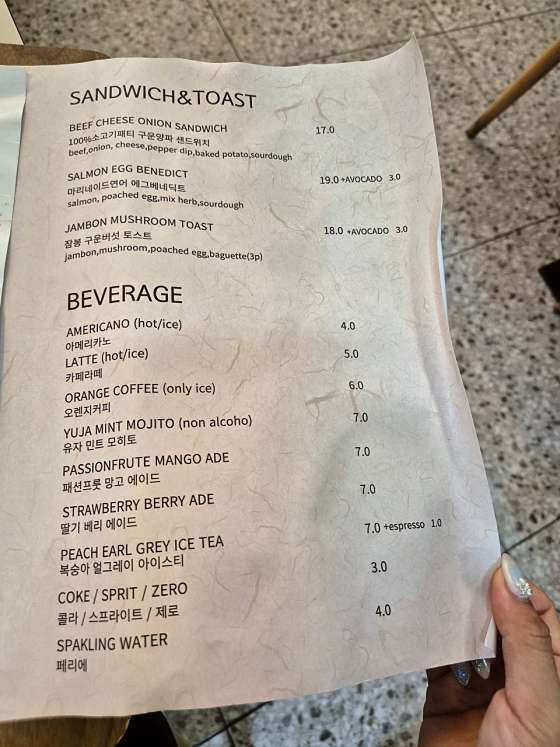 SANDWICH&TOAST
BEEF CHEESE ONION SANDWICH 17.0
100%소고기패티 구운양파 샌드위치
beef,onion, cheese,pepper dip,baked potato,sourdough
SALMON EGG BENEDICT 19.0 +AVOCADO 3.0
마리네이드연어 에그베네딕트
salmon, poached egg,mix herb,sourdough
JAMBON MUSHROOM TOAST 18.0 +AVOCADO 3.0
잠봉 구운버섯 토스트
jambon,mushroom,poached egg,baguette(3p)
BEVERAGE
AMERICANO (hot/ice) 4.0
아메리카노
LATTE (hot/ice) 5.0
카페라떼
ORANGE COFFEE (only ice) 6.0
오렌지커피
YUJA MINT MOJITO (non alcoho) 7.0
유자 민트 모히토
PASSIONFRUTE MANGO ADE 7.0
패션프룻 망고 에이드
STRAWBERRY BERRY ADE 7.0
딸기 베리 에이드
PEACH EARL GREY ICE TEA 7.0 +espresso 1.0
복숭아 얼그레이 아이스티
COKE / SPRIT / ZERO 3.0
콜라 / 스프라이트 / 제로
SPAKLING WATER 4.0
페리에